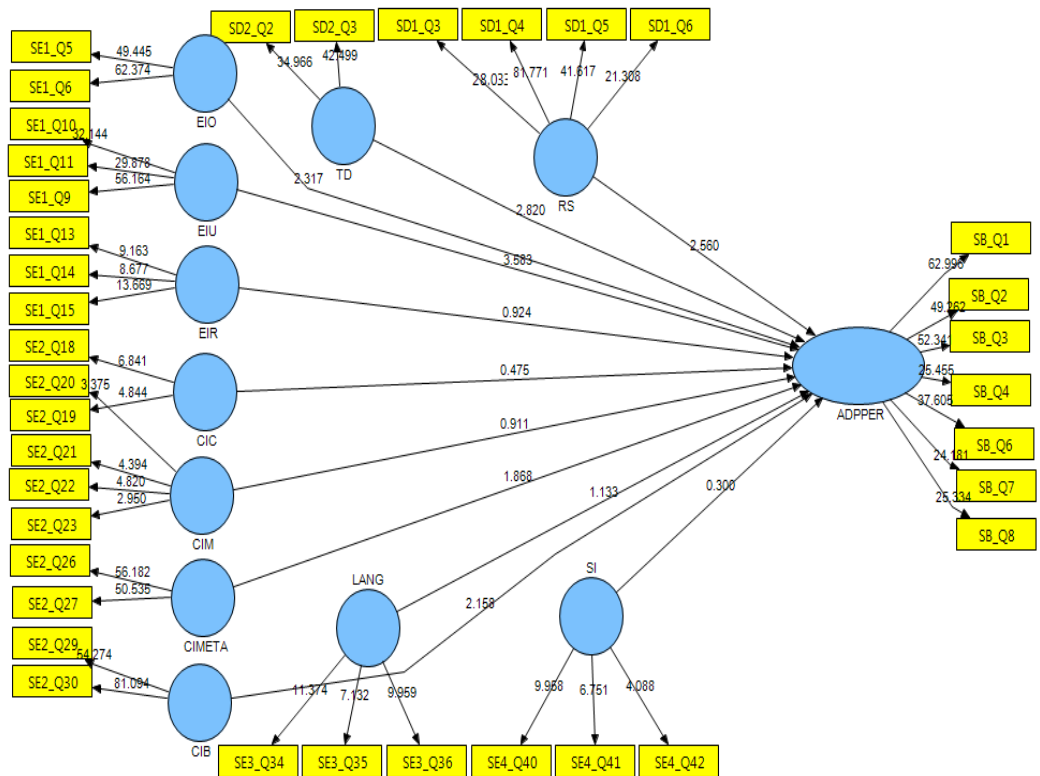 SD2_Q2
SD2_Q3
SD1_Q3
SD1_Q4
SD1_Q5
SD1_Q6
SE1_Q5
49.445
34.966
42.499
28.033
81.771
41.617
21.308
SE1_Q6
62.374
EIO
SE1_Q10
32.144
TD
SE1_Q11
29.878
SE1_Q9
56.164
2.317
RS
EIU
2.820
SE1_Q13
9.163
2.560
SB_Q1
62.996
SE1_Q14
8.677
3.583
SE1_Q15
13.669
SB_Q2
49.262
EIR
0.924
SB_Q3
52.341
SE2_Q18
6.841
SE2_Q20
3.375
0.475
25.455
SB_Q4
SE2_Q19
4.844
37.605
CIC
ADPPER
SE2_Q21
4.394
0.911
SB_Q6
SE2_Q22
4.820
24.181
SE2_Q23
2.950
1.868
1.133
0.300
SB_Q7
25.334
CIM
SB_Q8
SE2_Q26
56.182
LANG
SI
SE2_Q27
50.535
2.158
CIMETA
SE2_Q29
54.274
SE2_Q30
81.094
11.374
7.132
9.959
9.958
6.751
4.088
CIB
SE3_Q34
SE3_Q35
SE3_Q36
SE4_Q40
SE4_Q41
SE4_Q42